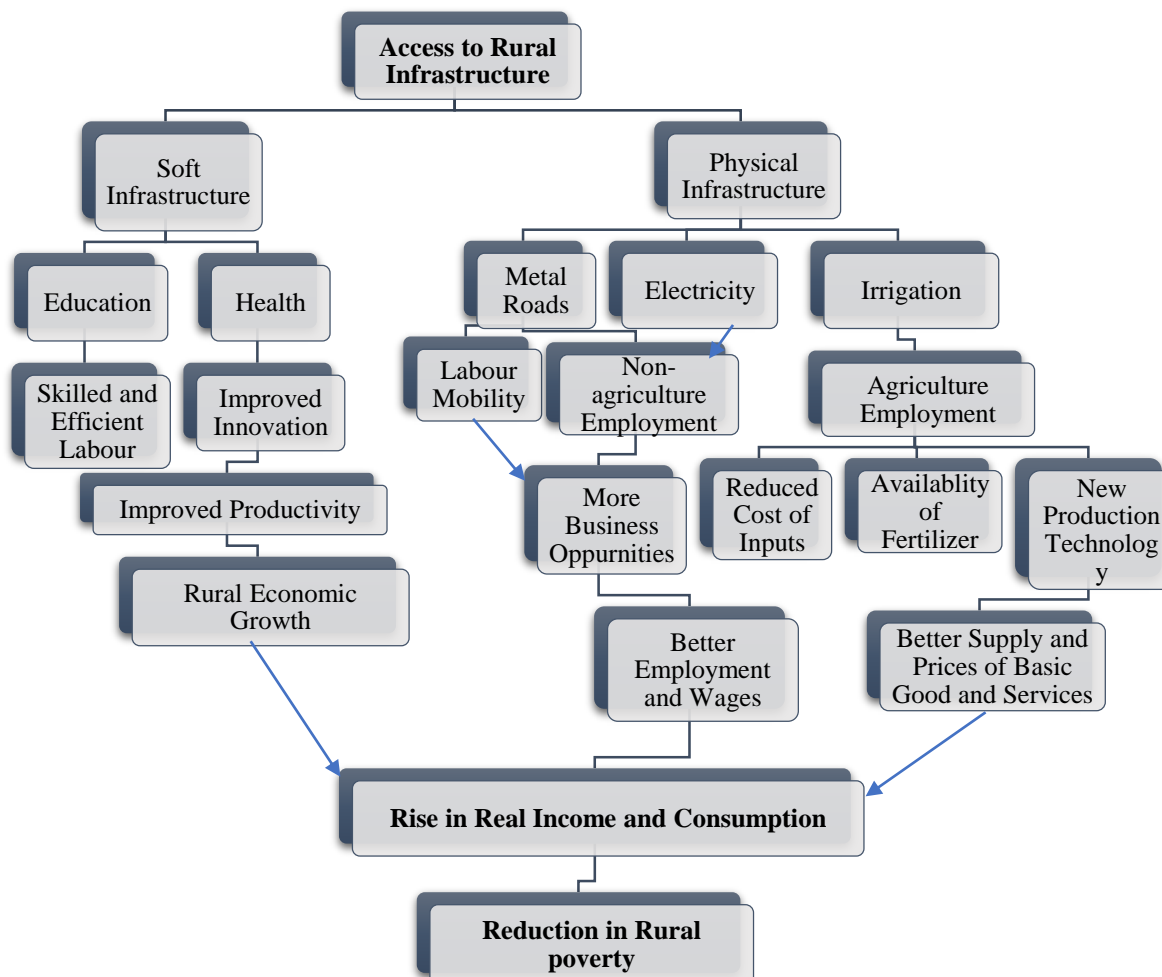 Access to Rural
Infrastructure
Soft
Infrastructure
Physical
Infrastructure
Education
Health
Metal
Roads
Electricity
Irrigation
Skilled and
Efficient
Labour
Improved
Innovation
Labour
Mobility
Non-
agriculture
Employment
Agriculture
Employment
Improved Productivity
More
Business
Oppurnities
Reduced
Cost of
Inputs
Availablity
of
Fertilizer
New
Production
Technolog
y
Rural Economic
Growth
Better
Employment
and Wages
Better Supply and
Prices of Basic
Good and Services
Rise in Real Income and Consumption
Reduction in Rural
poverty